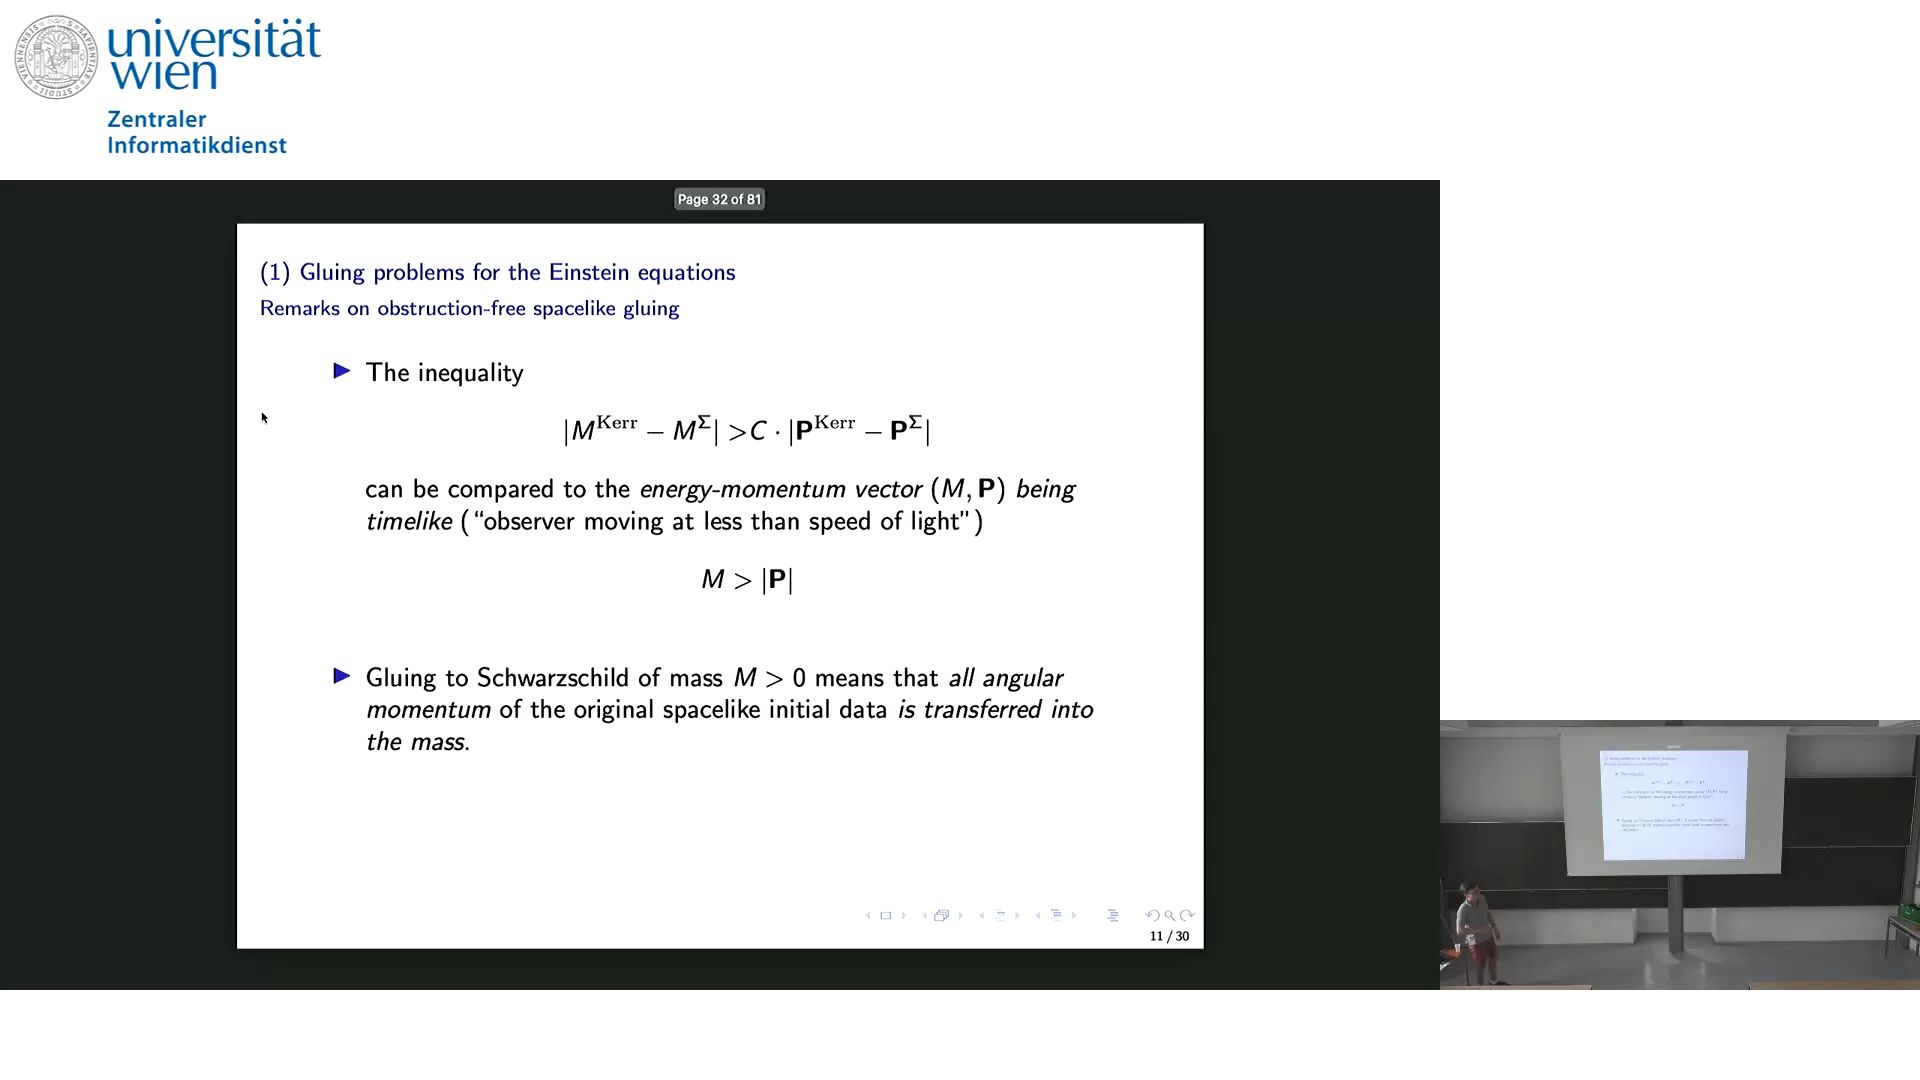 universität
wien
Zentraler
Informatikdienst
Page 32 of 81
(1) Gluing problems for the Einstein equations
Remarks on obstruction-free spacelike gluing
▶ The inequality
|M^Kerr − M^Σ| > C · |P^Kerr − P^Σ|
can be compared to the energy-momentum vector (M, P) being
timelike (“observer moving at less than speed of light”)
M > |P|
▶ Gluing to Schwarzschild of mass M > 0 means that all angular
momentum of the original spacelike initial data is transferred into
the mass.
11 / 30